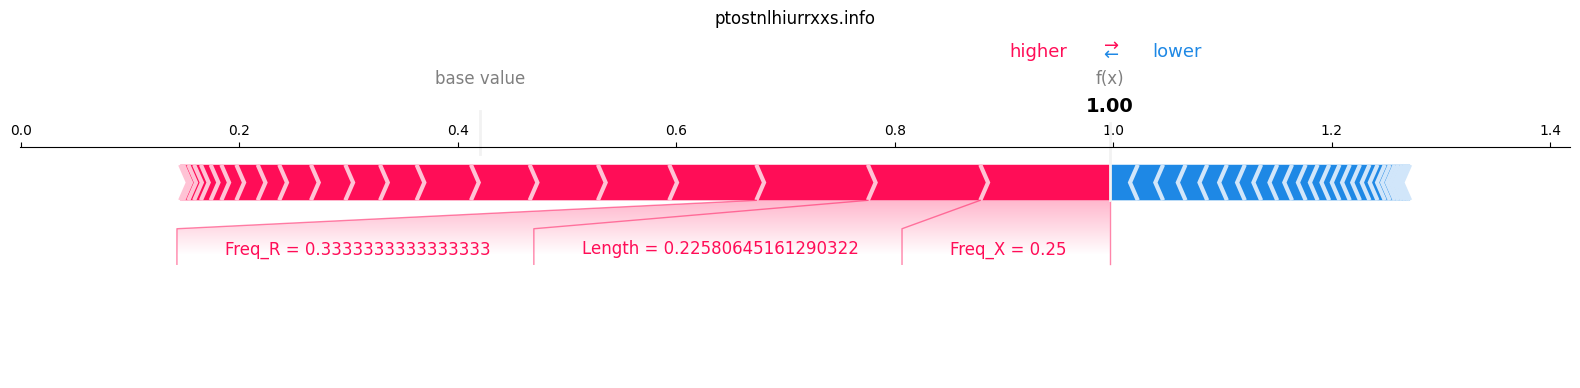 ptostnlhiurrxxs.info
higher ⇄ lower
base value f(x)
1.00
0.0 0.2 0.4 0.6 0.8 1.0 1.2 1.4
Freq_R = 0.3333333333333333 Length = 0.22580645161290322 Freq_X = 0.25